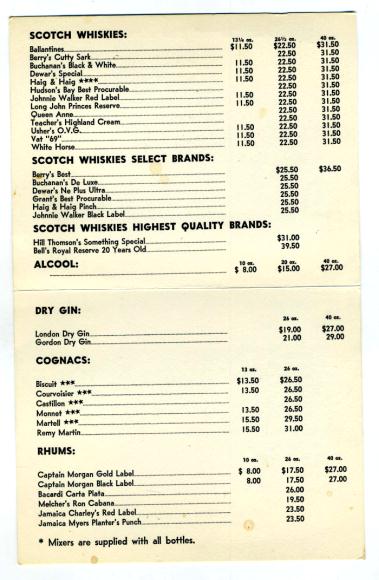 SCOTCH WHISKIES:
13¼ oz. 26½ oz. 40 oz.
Ballantines $11.50 $22.50 $31.50
Berry's Cutty Sark 22.50 31.50
Buchanan's Black & White 11.50 22.50 31.50
Dewar's Special 11.50 22.50 31.50
Haig & Haig **** 11.50 22.50 31.50
Hudson's Bay Best Procurable 22.50 31.50
Johnnie Walker Red Label 11.50 22.50 31.50
Long John Princes Reserve 11.50 22.50 31.50
Queen Anne 22.50 31.50
Teacher's Highland Cream 22.50 31.50
Usher's O.V.G. 11.50 22.50 31.50
Vat "69" 11.50 22.50 31.50
White Horse 11.50 22.50 31.50
SCOTCH WHISKIES SELECT BRANDS:
Berry's Best $25.50 $36.50
Buchanan's De Luxe 25.50
Dewar's Ne Plus Ultra 25.50
Grant's Best Procurable 25.50
Haig & Haig Pinch 25.50
Johnnie Walker Black Label 25.50
SCOTCH WHISKIES HIGHEST QUALITY BRANDS:
Hill Thomson's Something Special $31.00
Bell's Royal Reserve 20 Years Old 39.50
ALCOOL:
10 oz. 20 oz. 40 oz.
$ 8.00 $15.00 $27.00
DRY GIN:
26 oz. 40 oz.
London Dry Gin $19.00 $27.00
Gordon Dry Gin 21.00 29.00
COGNACS:
13 oz. 26 oz.
Biscuit *** $13.50 $26.50
Courvoisier *** 13.50 26.50
Castillon *** 26.50
Monnet *** 13.50 26.50
Martell *** 15.50 29.50
Remy Martin 15.50 31.00
RHUMS:
10 oz. 26 oz. 40 oz.
Captain Morgan Gold Label $ 8.00 $17.50 $27.00
Captain Morgan Black Label 8.00 17.50 27.00
Bacardi Carta Plata 26.00
Melcher's Ron Cabana 19.50
Jamaica Charley's Red Label 23.50
Jamaica Myers Planter's Punch 23.50
* Mixers are supplied with all bottles.